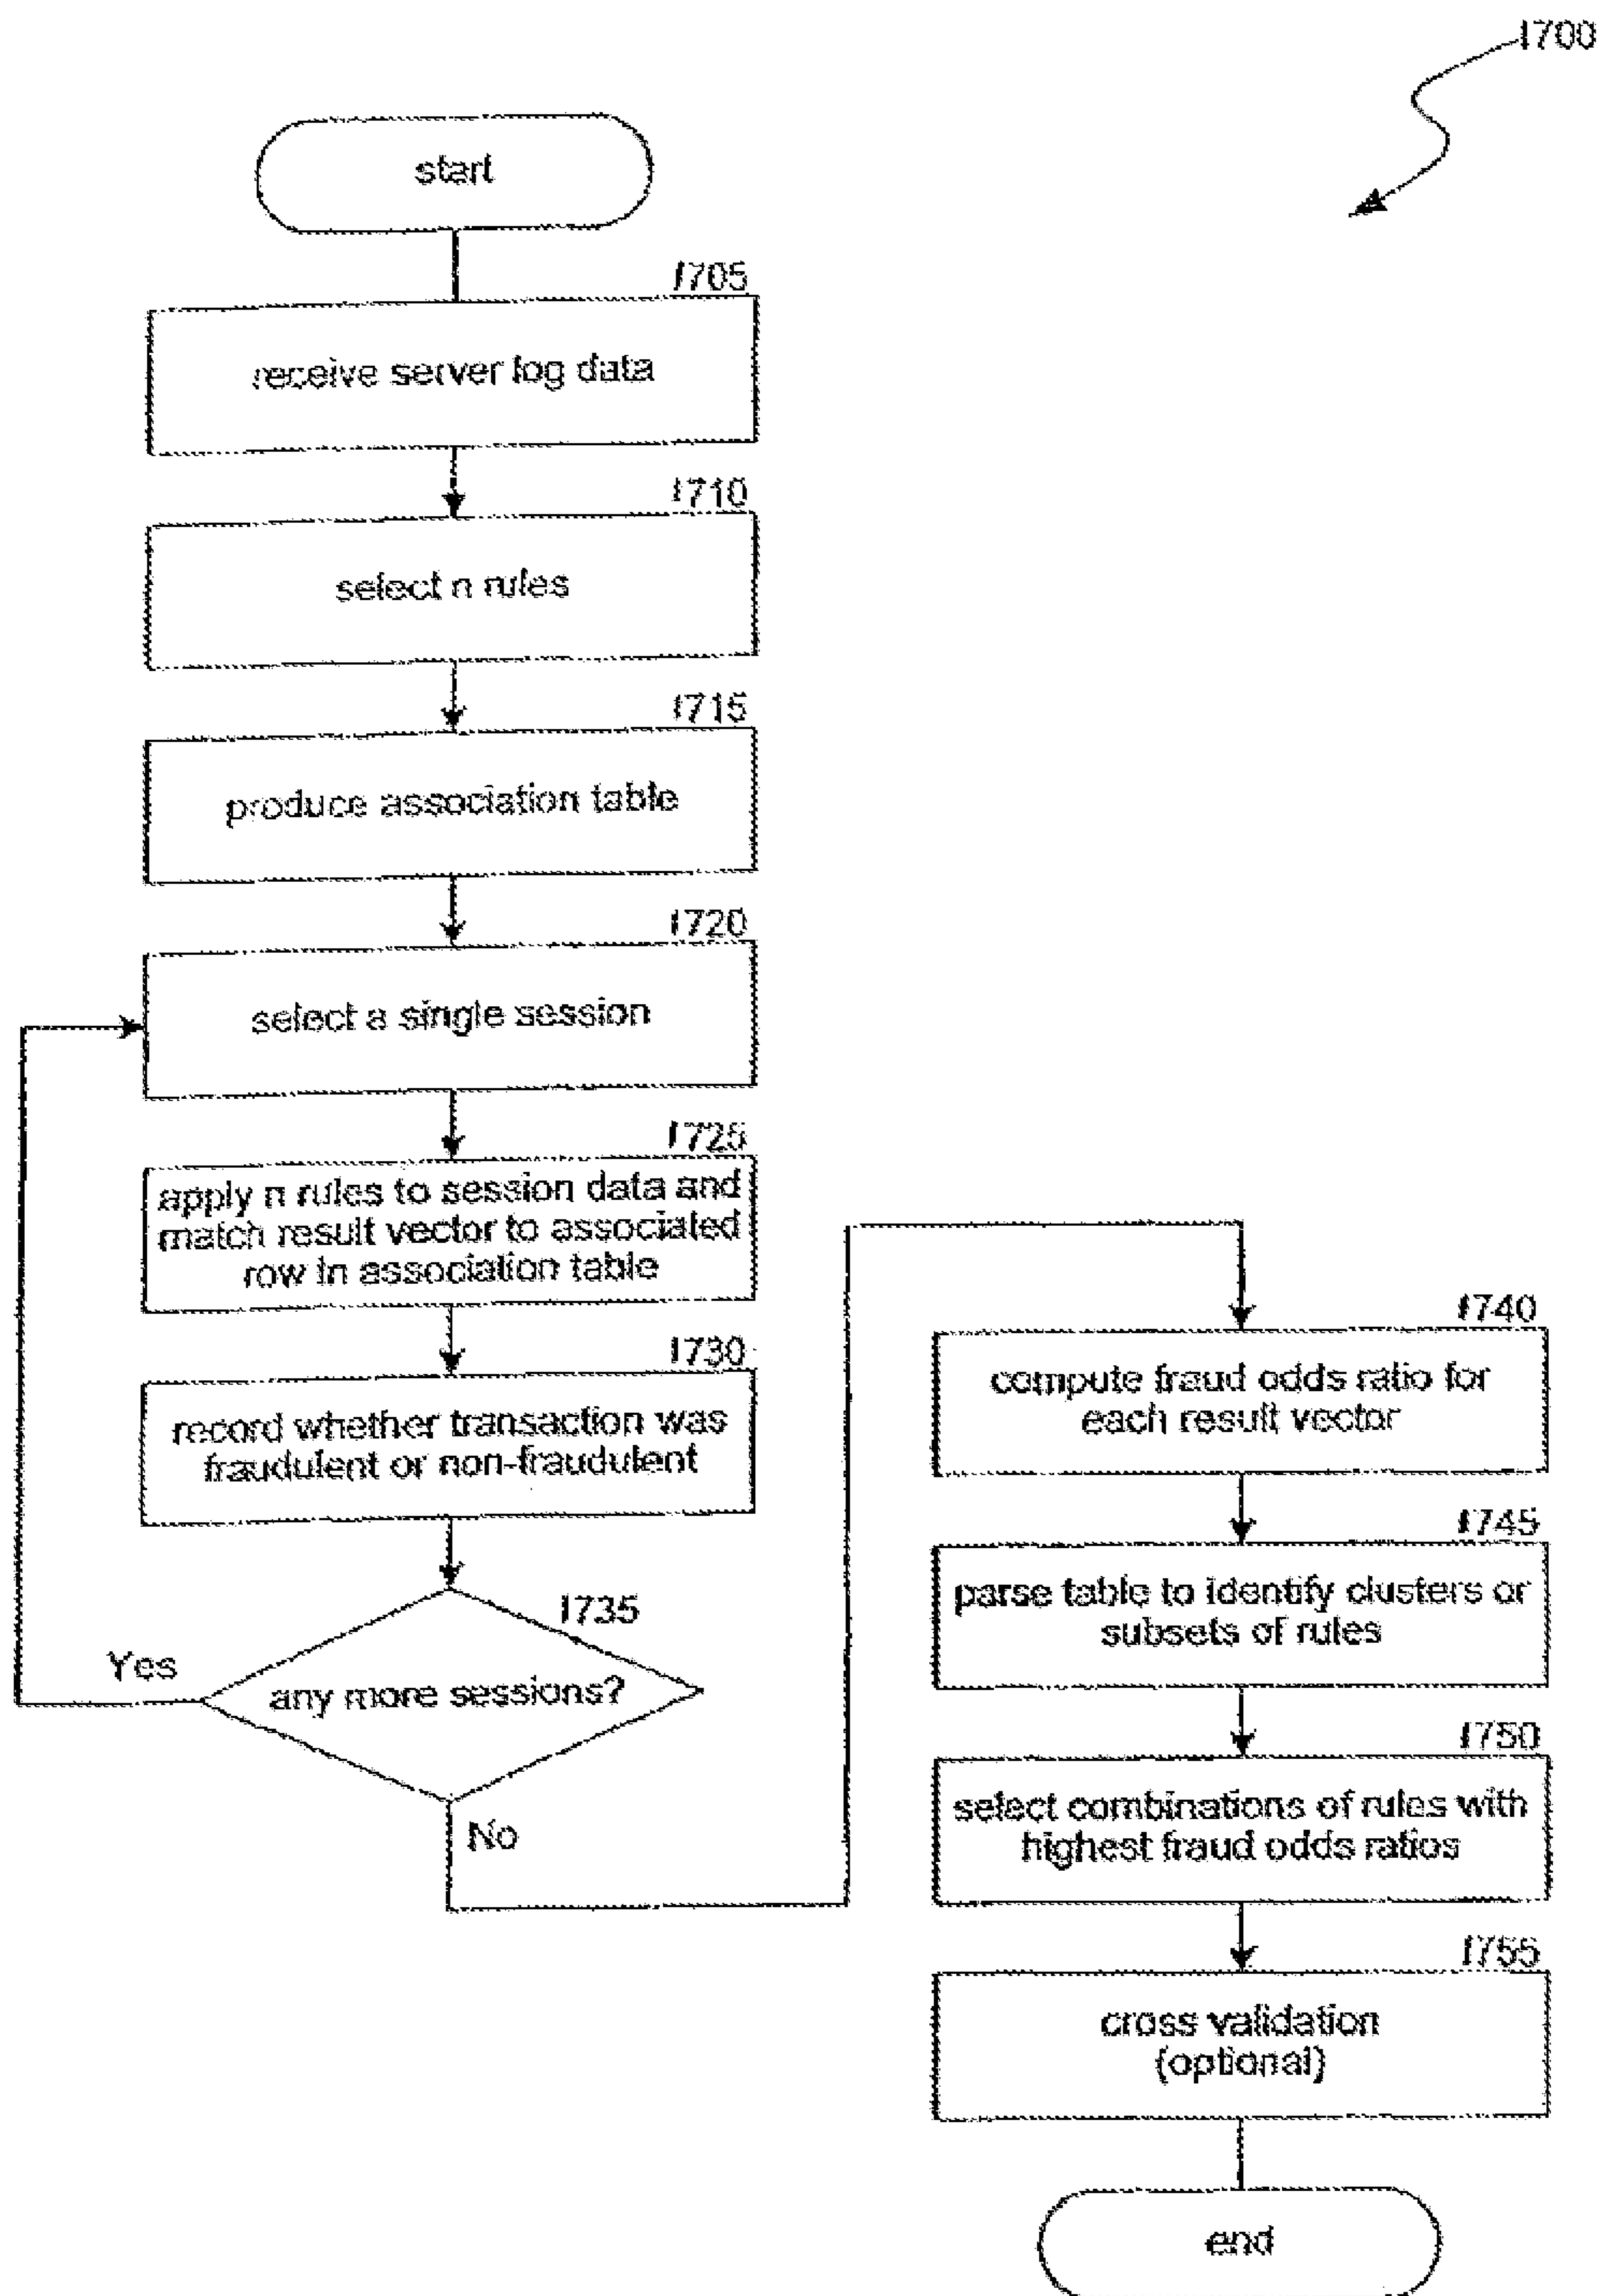 1700
start
1705
receive server log data
1710
select n rules
1715
produce association table
1720
select a single session
1725
apply n rules to session data and
match result vector to associated
row in association table
1730
record whether transaction was
fraudulent or non-fraudulent
1735
any more sessions?
Yes
No
1740
compute fraud odds ratio for
each result vector
1745
parse table to identify clusters or
subsets of rules
1750
select combinations of rules with
highest fraud odds ratios
1755
cross validation
(optional)
end